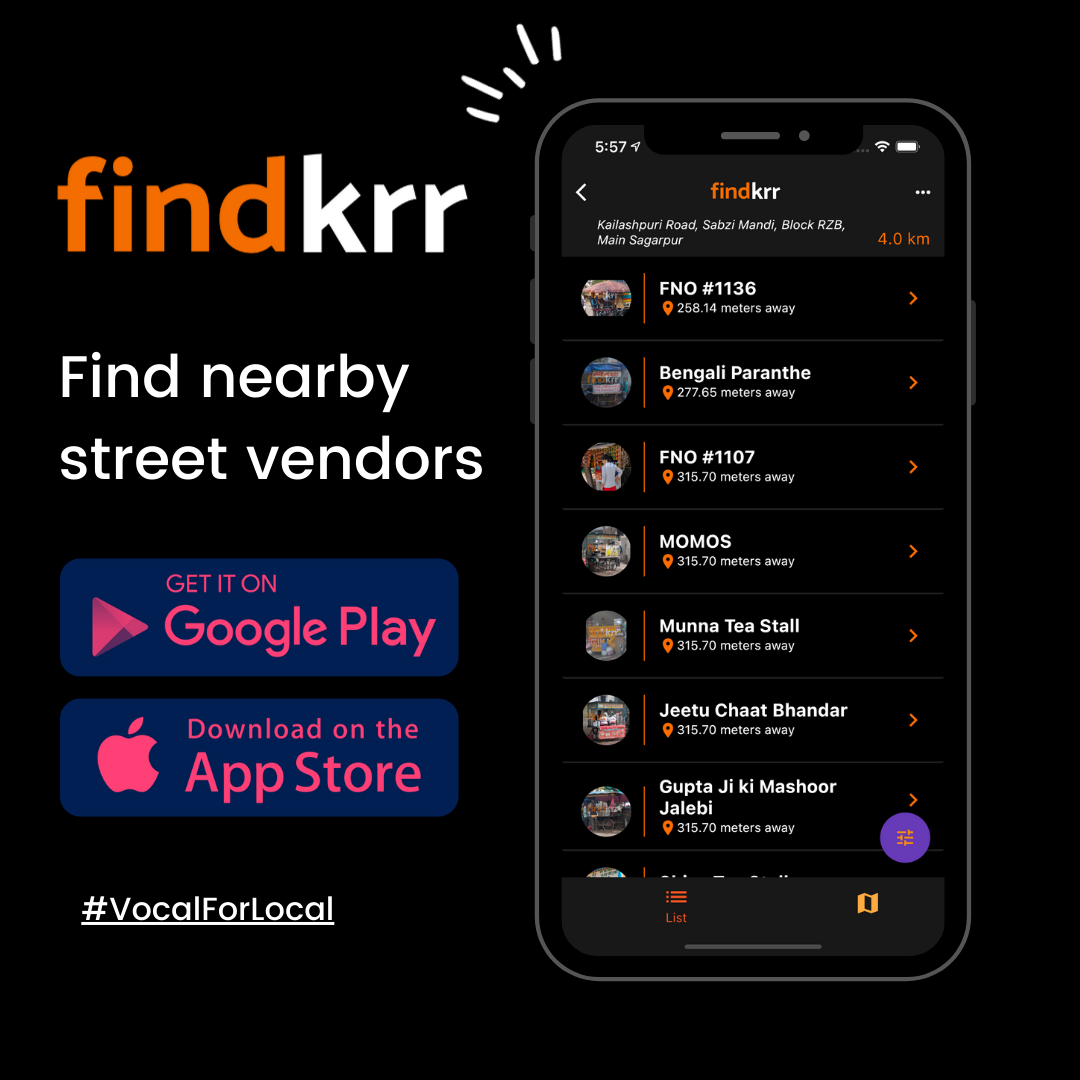 findkrr
Find nearby
street vendors
GET IT ON
Google Play
Download on the
App Store
#VocalForLocal
5:57
findkrr
Kailashpuri Road, Sabzi Mandi, Block RZB,
Main Sagarpur
4.0 km
FNO #1136
258.14 meters away
Bengali Paranthe
277.65 meters away
FNO #1107
315.70 meters away
MOMOS
315.70 meters away
Munna Tea Stall
315.70 meters away
Jeetu Chaat Bhandar
315.70 meters away
Gupta Ji ki Mashoor
Jalebi
315.70 meters away
List